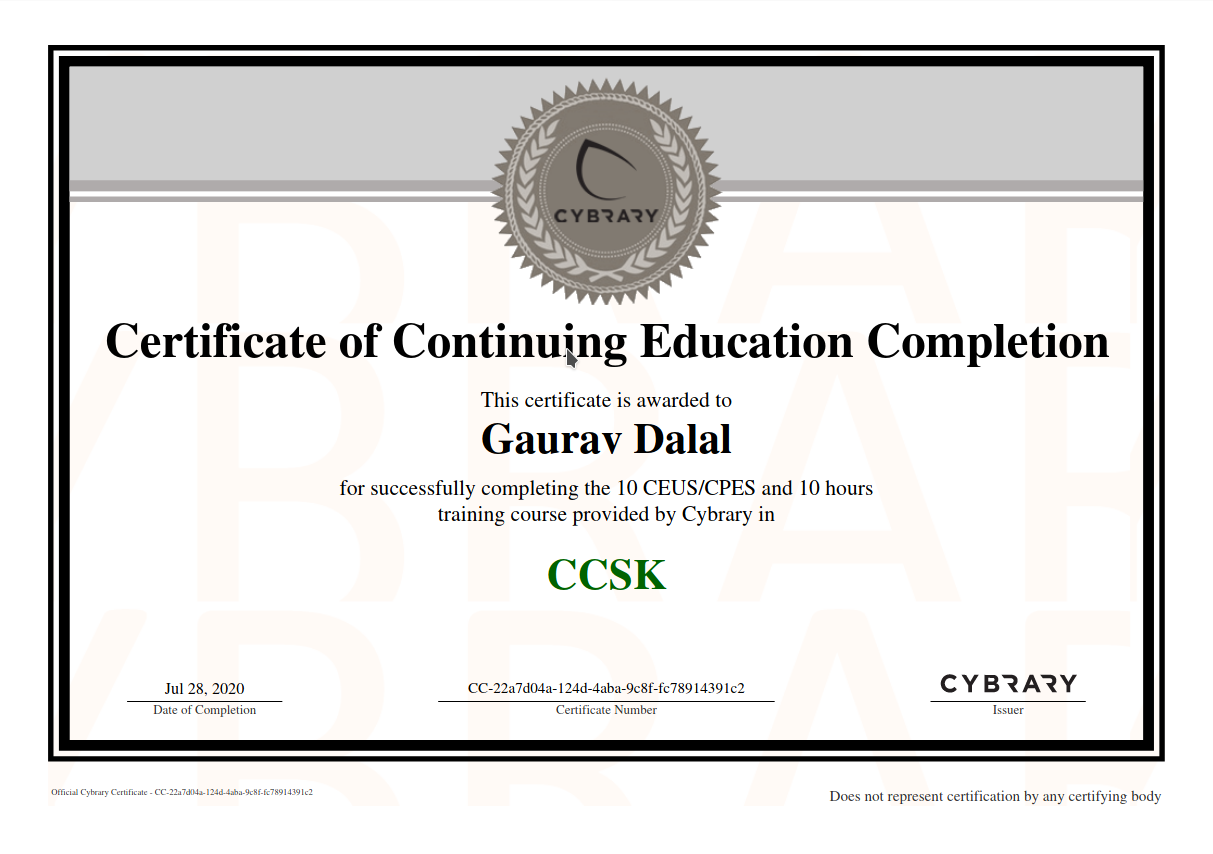 CYBRARY
Certificate of Continuing Education Completion
This certificate is awarded to
Gaurav Dalal
for successfully completing the 10 CEUS/CPES and 10 hours
training course provided by Cybrary in
CCSK
Jul 28, 2020
Date of Completion
CC-22a7d04a-124d-4aba-9c8f-fc78914391c2
Certificate Number
CYBRARY
Issuer
Official Cybrary Certificate - CC-22a7d04a-124d-4aba-9c8f-fc78914391c2
Does not represent certification by any certifying body